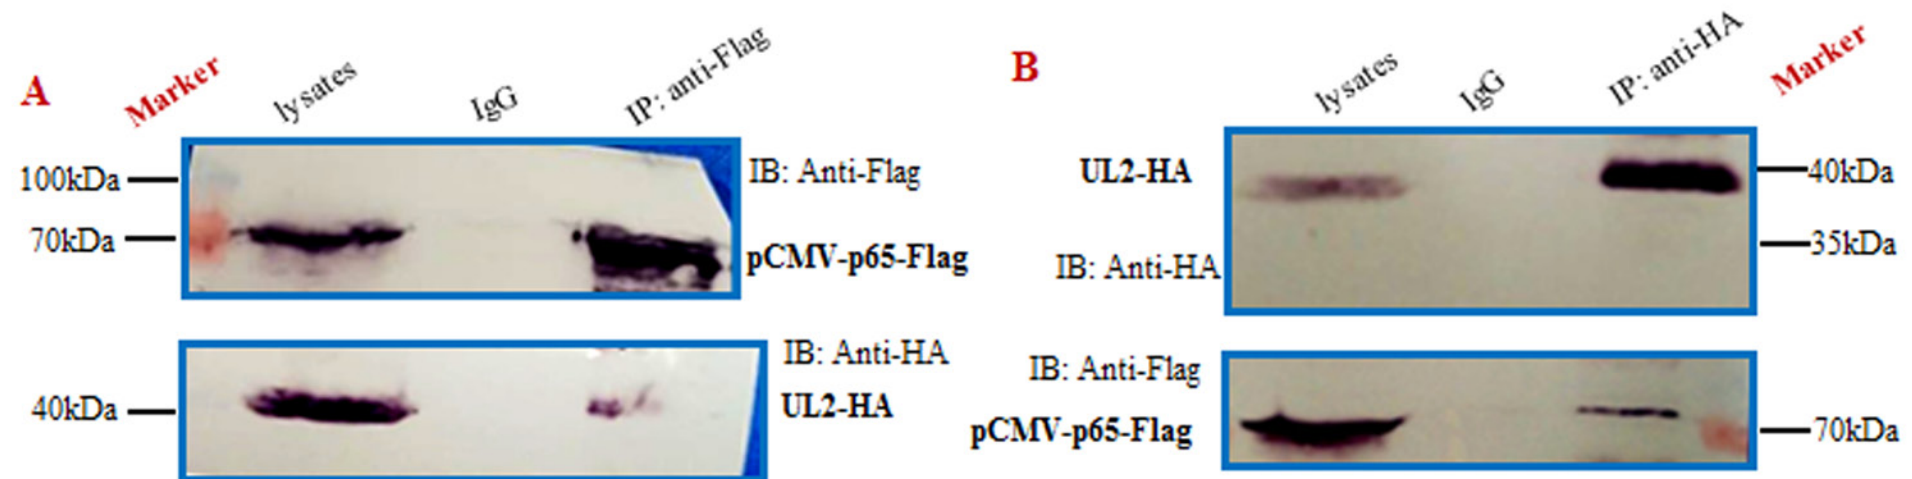 A
Marker
lysates
IgG
IP: anti-Flag
100kDa
70kDa
IB: Anti-Flag
pCMV-p65-Flag
40kDa
IB: Anti-HA
UL2-HA
B
lysates
IgG
IP: anti-HA
Marker
UL2-HA
IB: Anti-HA
40kDa
35kDa
IB: Anti-Flag
pCMV-p65-Flag
70kDa